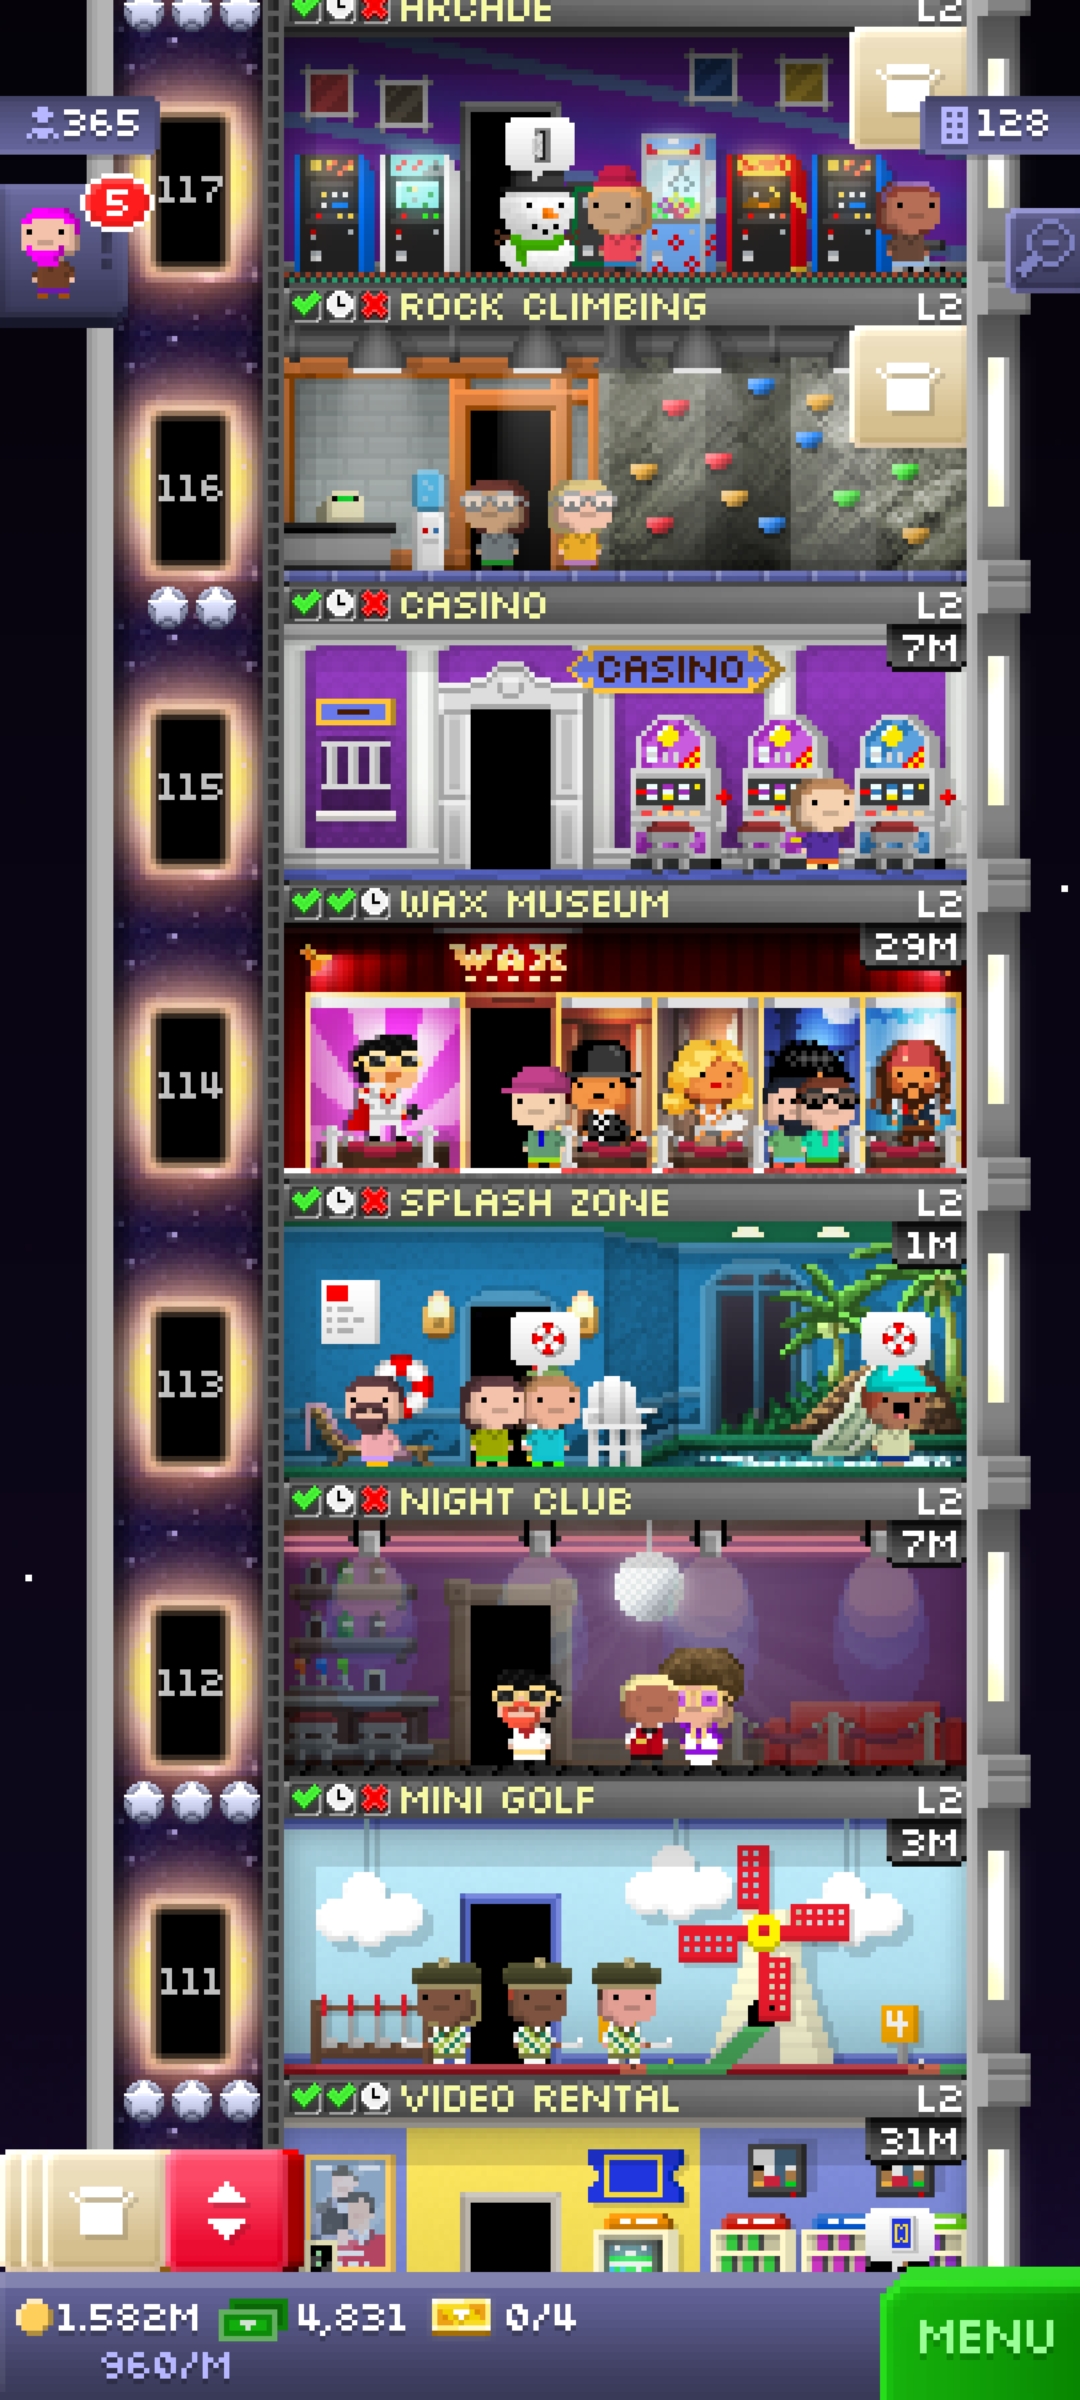 ARCADE L2
365
128
5
117
ROCK CLIMBING L2
116
CASINO L2
7M
CASINO
115
WAX MUSEUM L2
29M
WAX
114
SPLASH ZONE L2
1M
113
NIGHT CLUB L2
7M
112
MINI GOLF L2
3M
111
4
VIDEO RENTAL L2
31M
1.582M 4,831 0/4
960/M
MENU